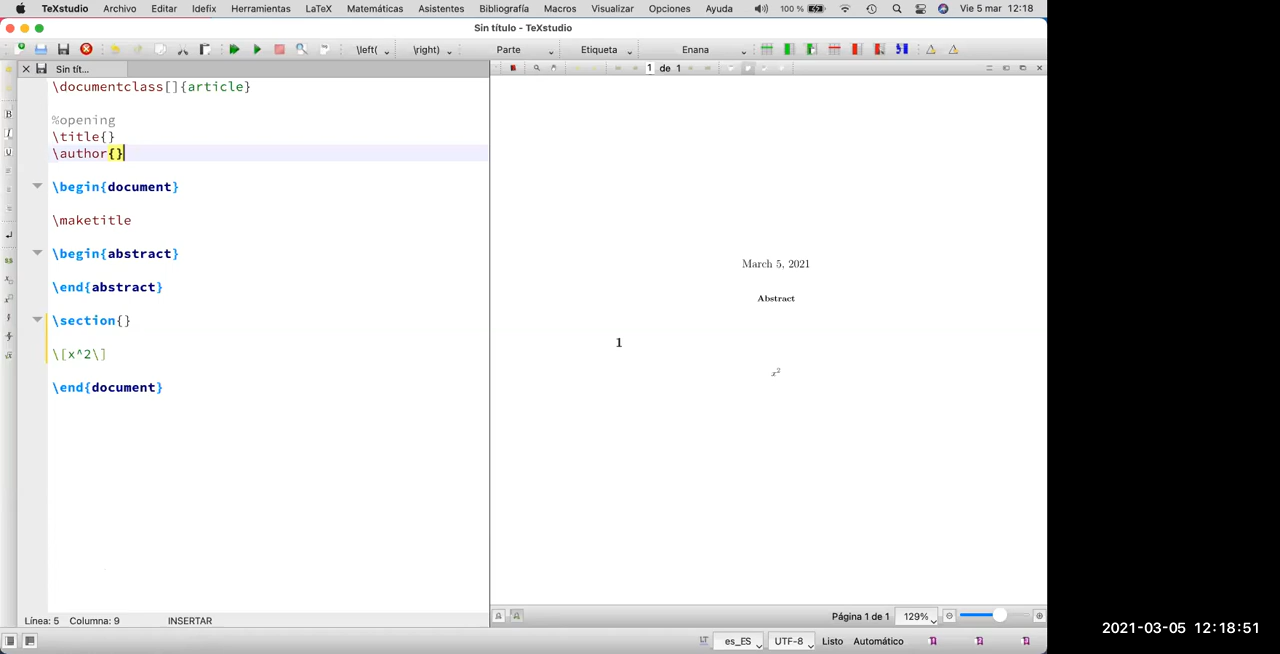 TeXstudio Archivo Editar Idefix Herramientas LaTeX Matemáticas Asistentes Bibliografía Macros Visualizar Opciones Ayuda 100 % Vie 5 mar 12:18
Sin título - TeXstudio
\left( \right) Parte Etiqueta Enana
Sin tít...
1 de 1
\documentclass[]{article}
%opening
\title{}
\author{}
\begin{document}
\maketitle
\begin{abstract}
\end{abstract}
\section{}
\[x^2\]
\end{document}
March 5, 2021
Abstract
1
x²
Línea: 5 Columna: 9 INSERTAR
Página 1 de 1 129%
es_ES UTF-8 Listo Automático
2021-03-05 12:18:51